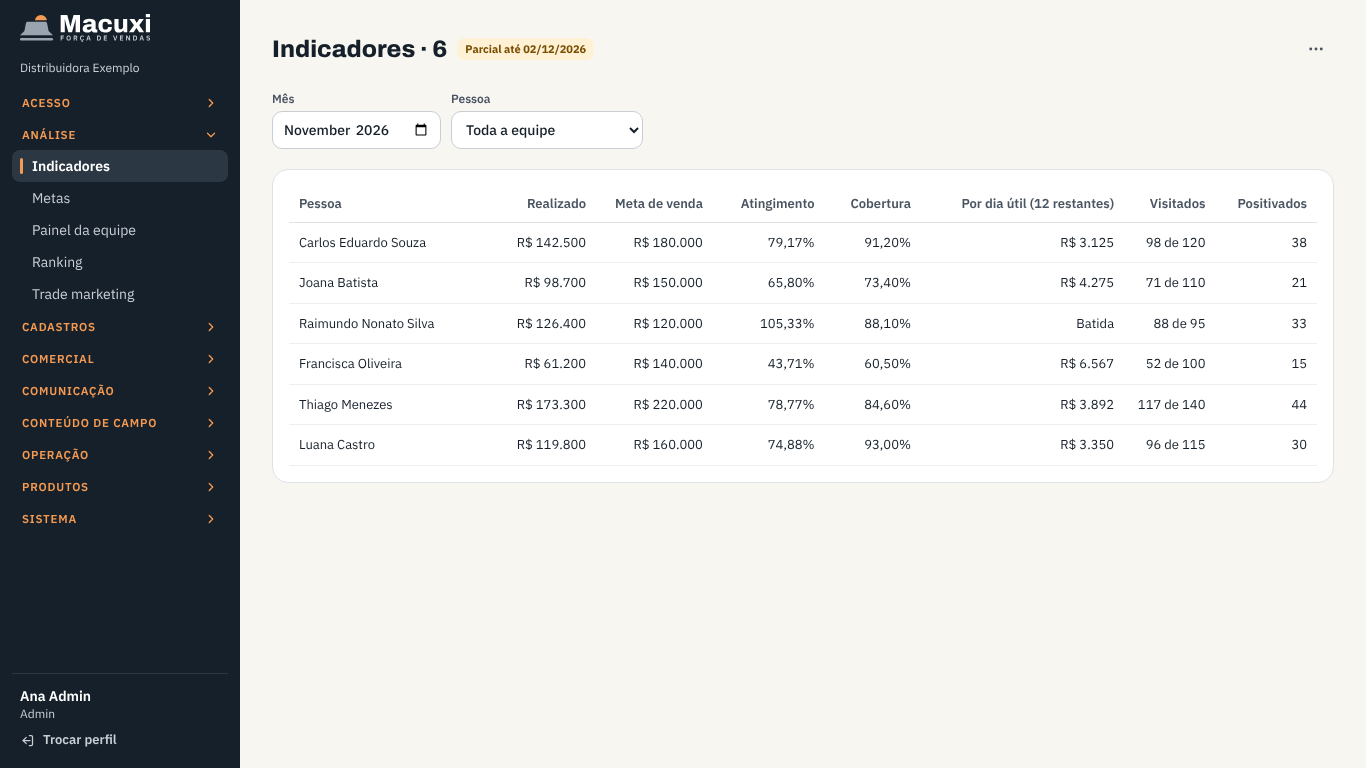 Macuxi
FORÇA DE VENDAS
Distribuidora Exemplo
ACESSO
ANÁLISE
Indicadores
Metas
Painel da equipe
Ranking
Trade marketing
CADASTROS
COMERCIAL
COMUNICAÇÃO
CONTEÚDO DE CAMPO
OPERAÇÃO
PRODUTOS
SISTEMA
Ana Admin
Admin
Trocar perfil
Indicadores · 6 Parcial até 02/12/2026
Mês Pessoa
November 2026 Toda a equipe
Pessoa Realizado Meta de venda Atingimento Cobertura Por dia útil (12 restantes) Visitados Positivados
Carlos Eduardo Souza R$ 142.500 R$ 180.000 79,17% 91,20% R$ 3.125 98 de 120 38
Joana Batista R$ 98.700 R$ 150.000 65,80% 73,40% R$ 4.275 71 de 110 21
Raimundo Nonato Silva R$ 126.400 R$ 120.000 105,33% 88,10% Batida 88 de 95 33
Francisca Oliveira R$ 61.200 R$ 140.000 43,71% 60,50% R$ 6.567 52 de 100 15
Thiago Menezes R$ 173.300 R$ 220.000 78,77% 84,60% R$ 3.892 117 de 140 44
Luana Castro R$ 119.800 R$ 160.000 74,88% 93,00% R$ 3.350 96 de 115 30